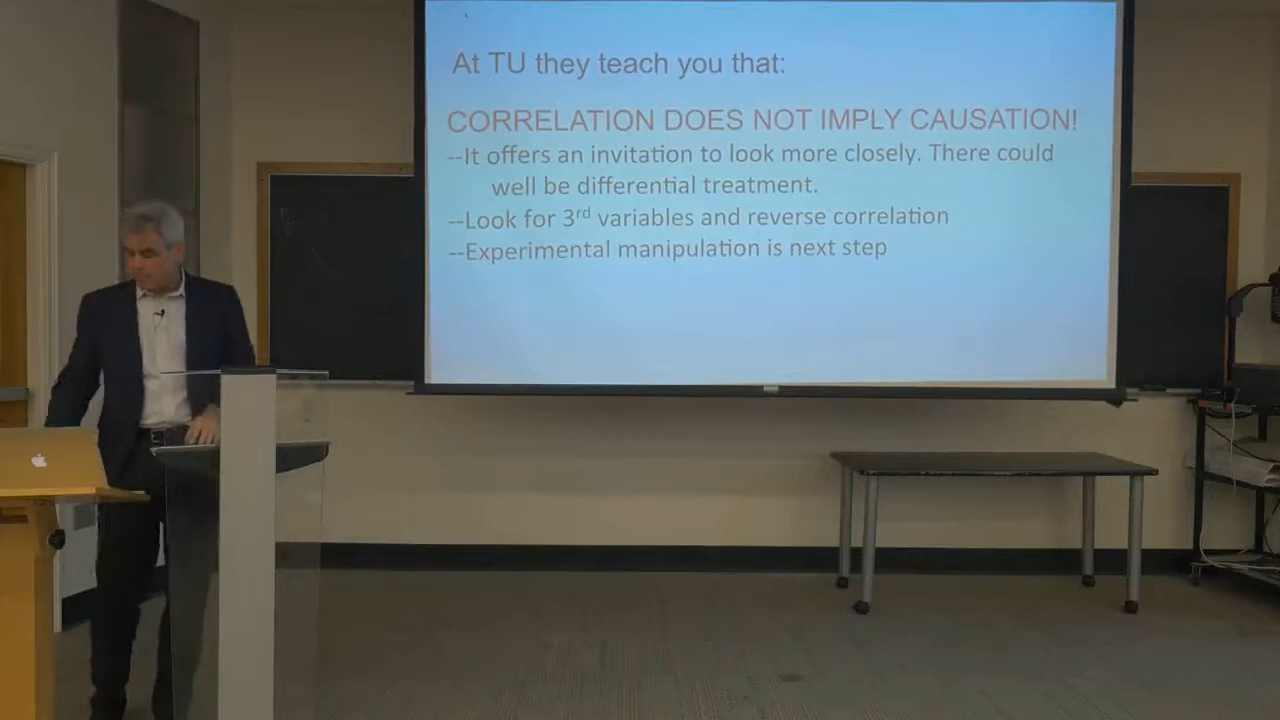 At TU they teach you that:
CORRELATION DOES NOT IMPLY CAUSATION!
--It offers an invitation to look more closely. There could
well be differential treatment.
--Look for 3rd variables and reverse correlation
--Experimental manipulation is next step